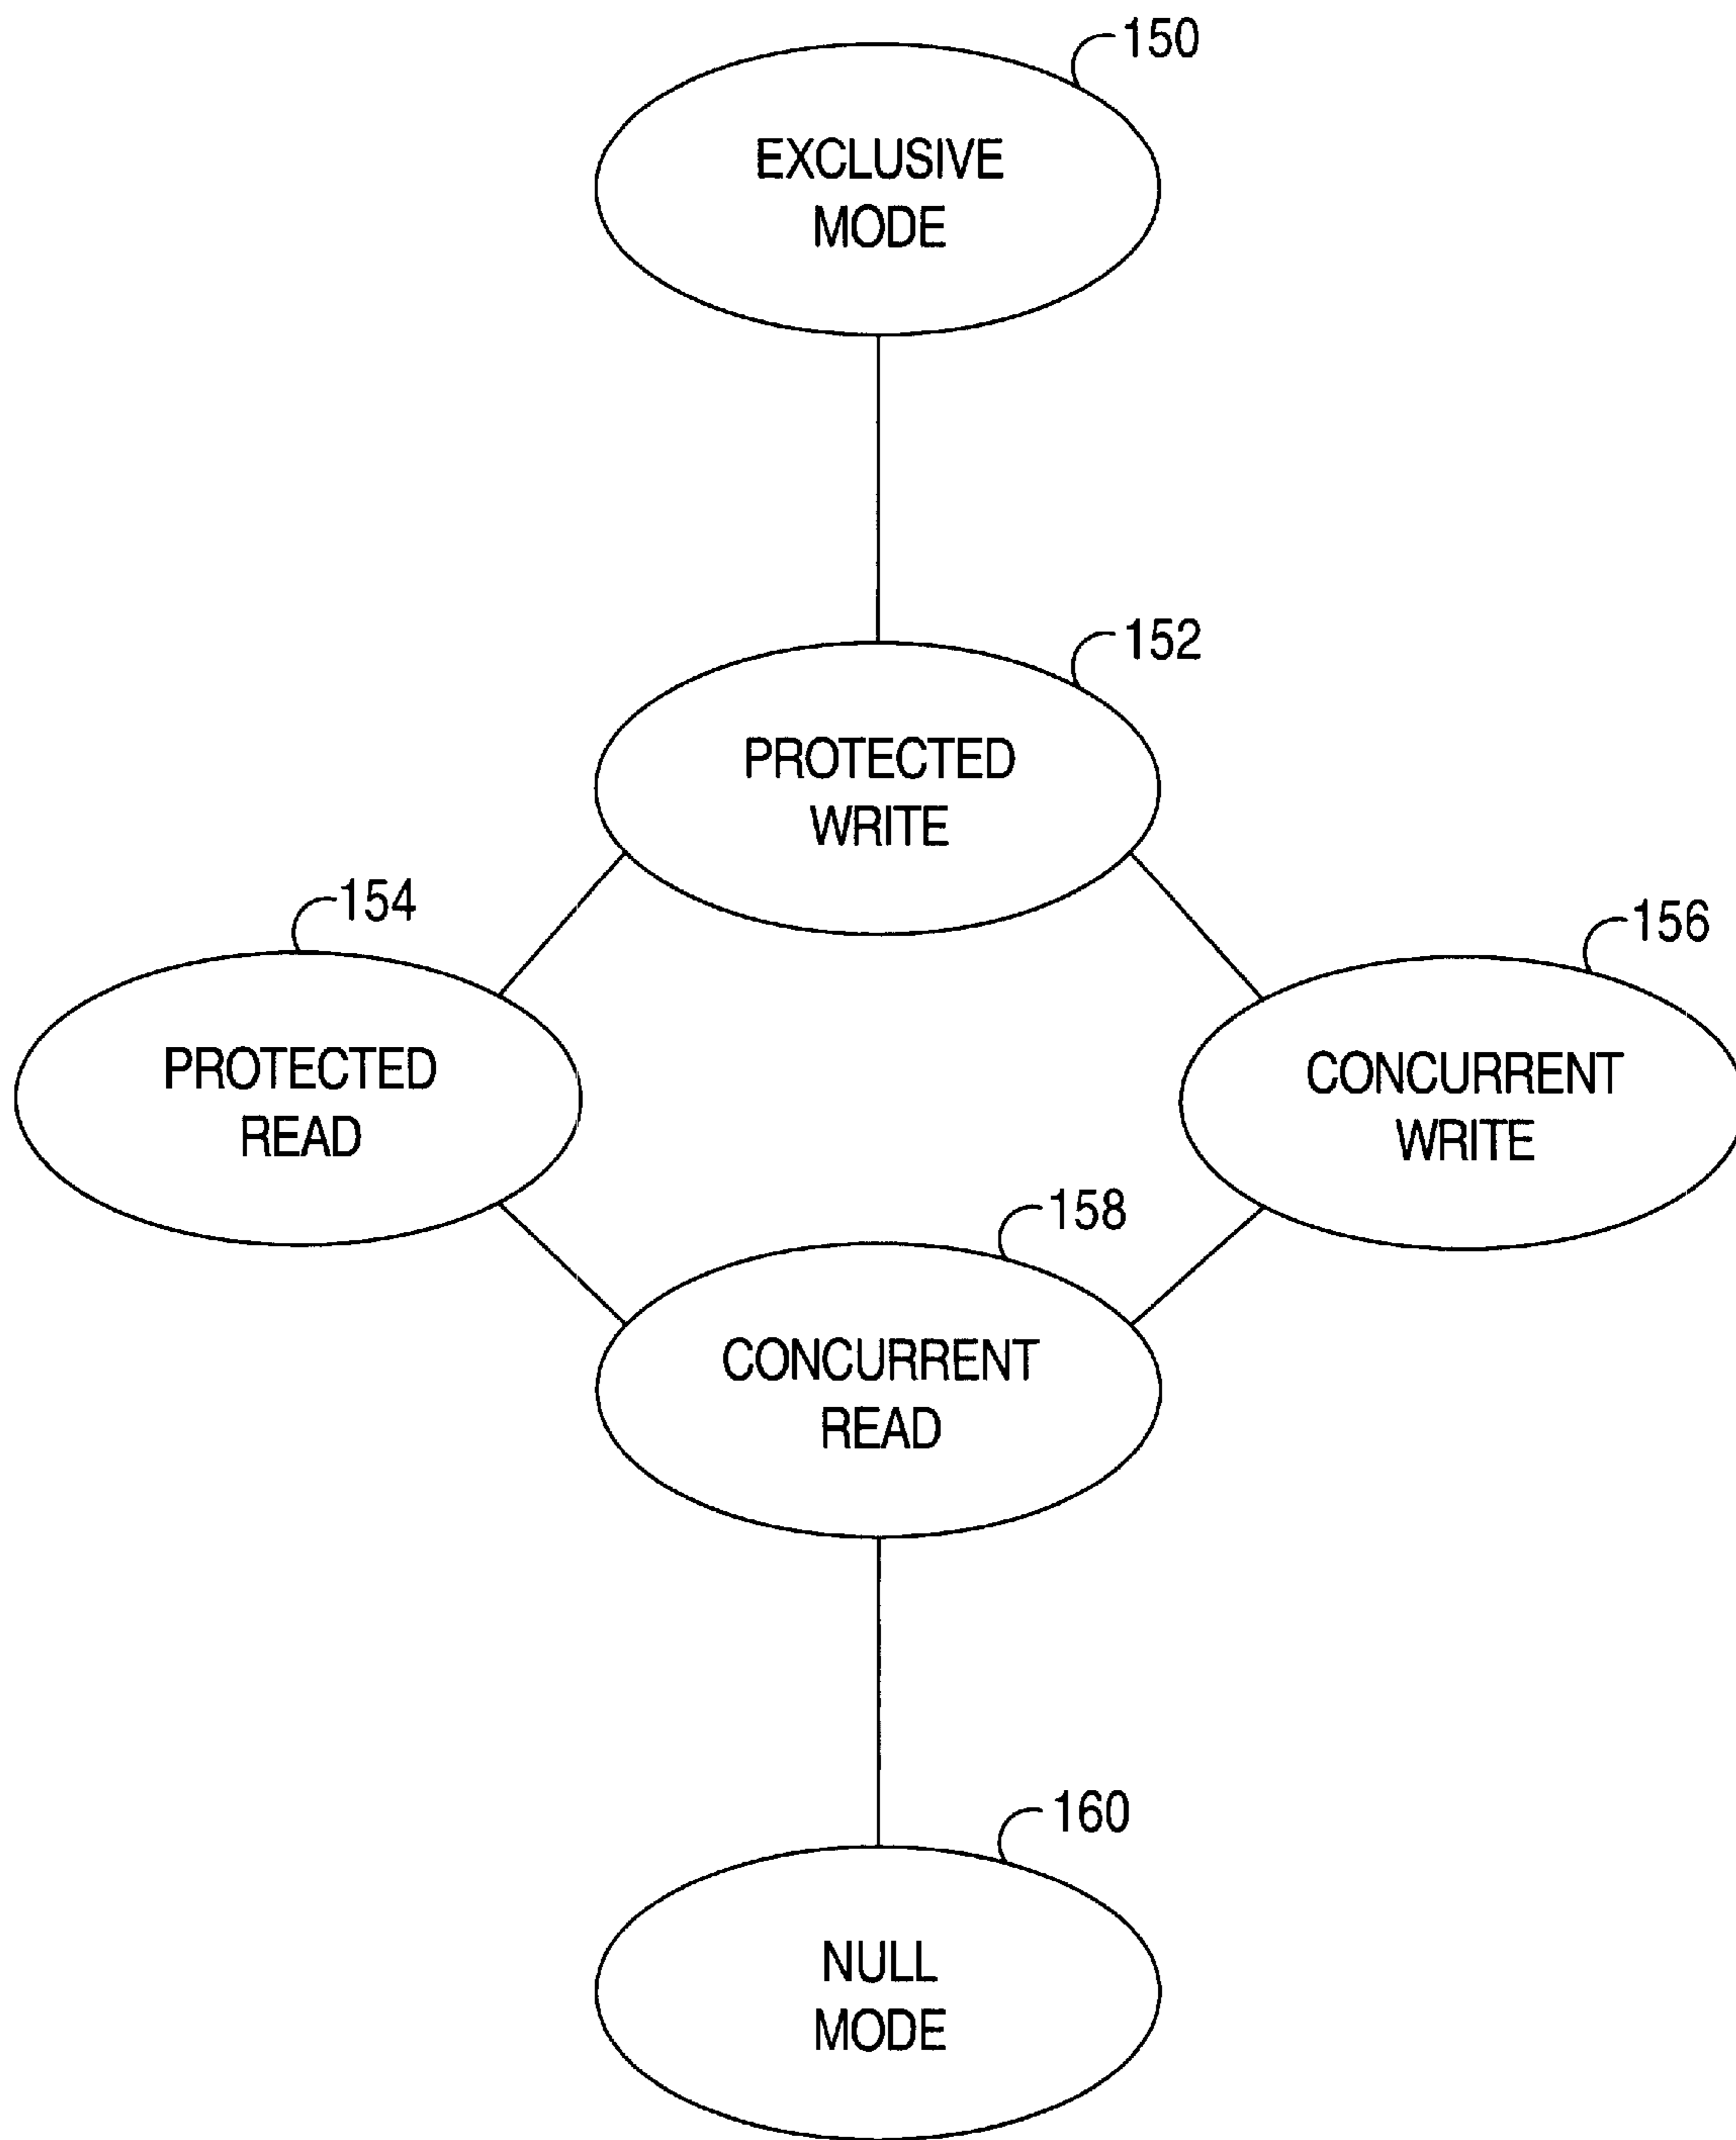 150
EXCLUSIVE
MODE
152
PROTECTED
WRITE
154
PROTECTED
READ
156
CONCURRENT
WRITE
158
CONCURRENT
READ
160
NULL
MODE